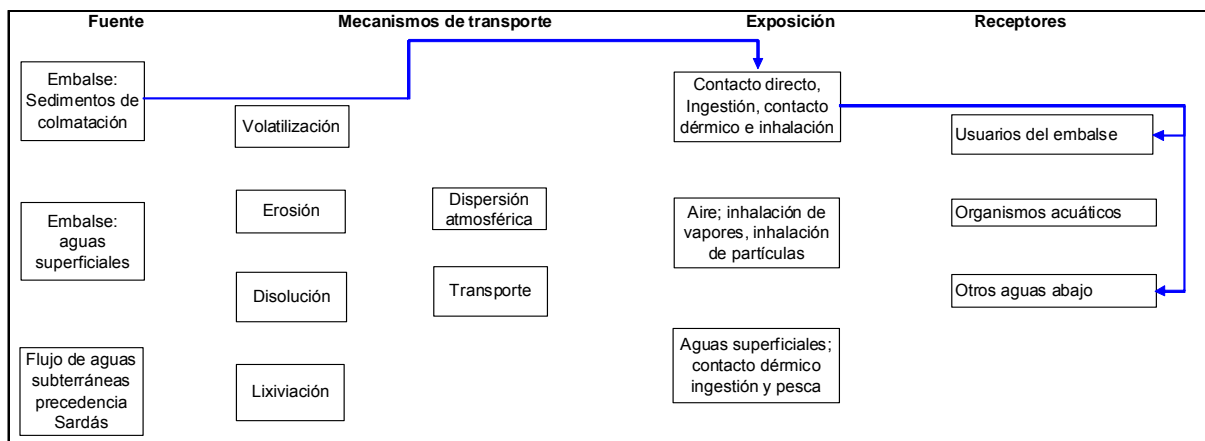 Fuente
Mecanismos de transporte
Exposición
Receptores
Embalse:
Sedimentos de
colmatación
Volatilización
Contacto directo,
Ingestión, contacto
dérmico e inhalación
Usuarios del embalse
Embalse:
aguas
superficiales
Erosión
Dispersión
atmosférica
Aire; inhalación de
vapores, inhalación
de partículas
Organismos acuáticos
Disolución
Transporte
Otros aguas abajo
Flujo de aguas
subterráneas
precedencia
Sardás
Lixiviación
Aguas superficiales;
contacto dérmico
ingestión y pesca